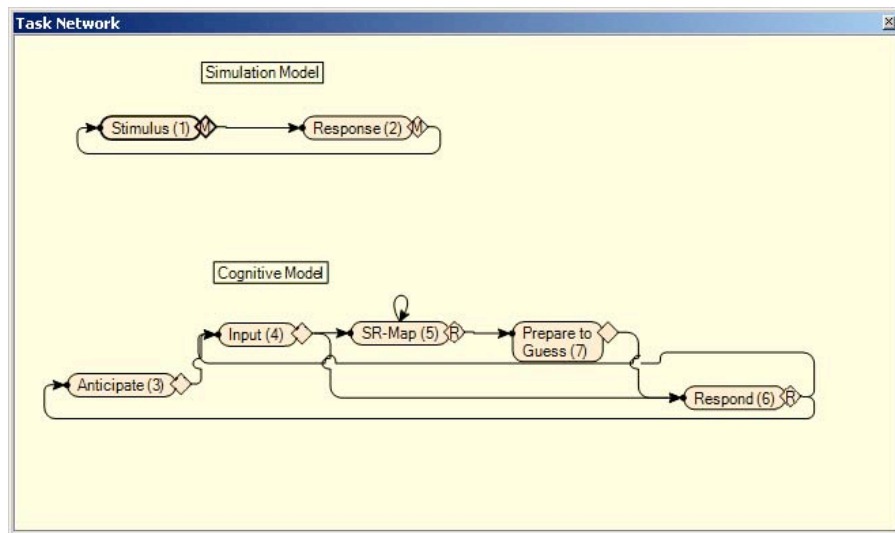 Task Network
Simulation Model
Stimulus (1) M
Response (2) M
Cognitive Model
Input (4)
SR-Map (5) R
Prepare to
Guess (7)
Anticipate (3)
Respond (6) R